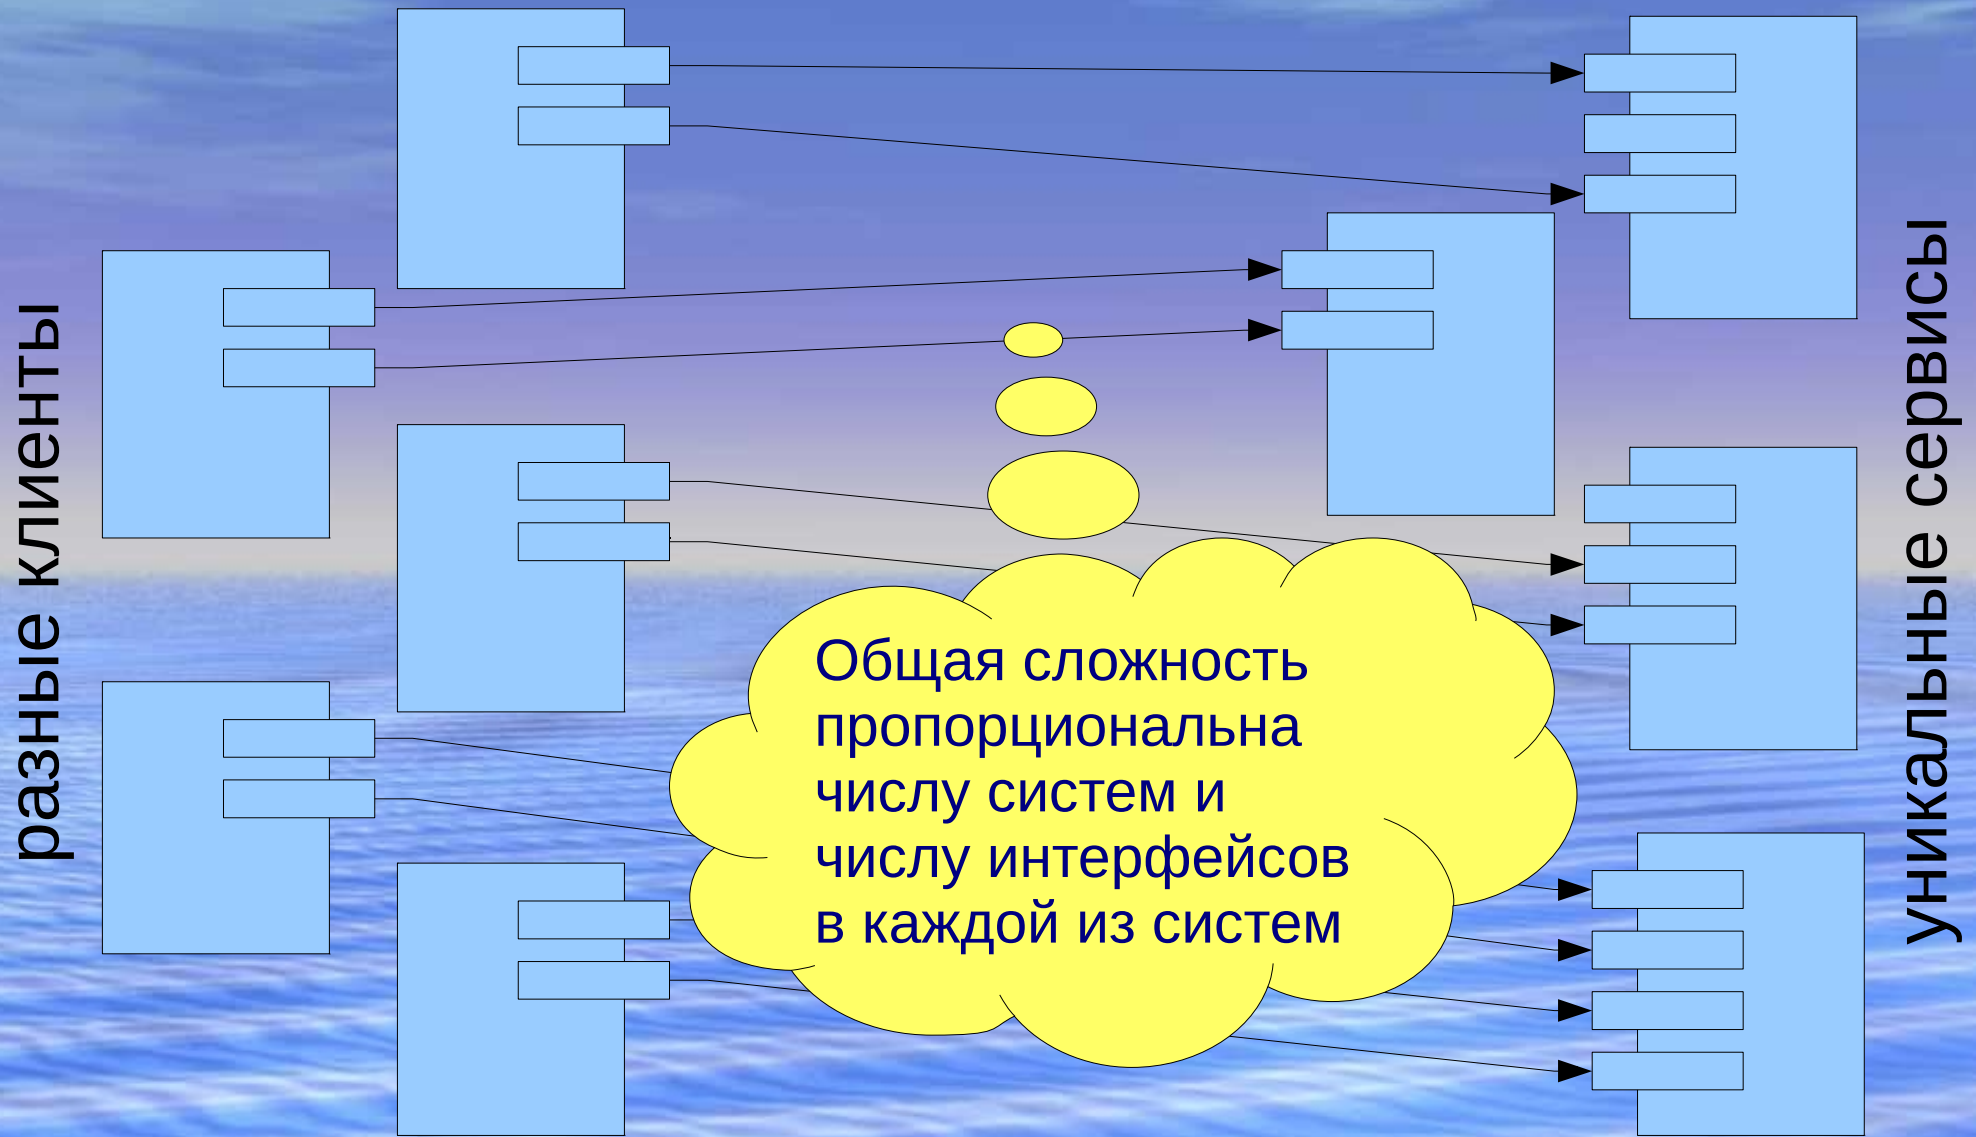 разные клиенты
Общая сложность
пропорциональна
числу систем и
числу интерфейсов
в каждой из систем
уникальные сервисы